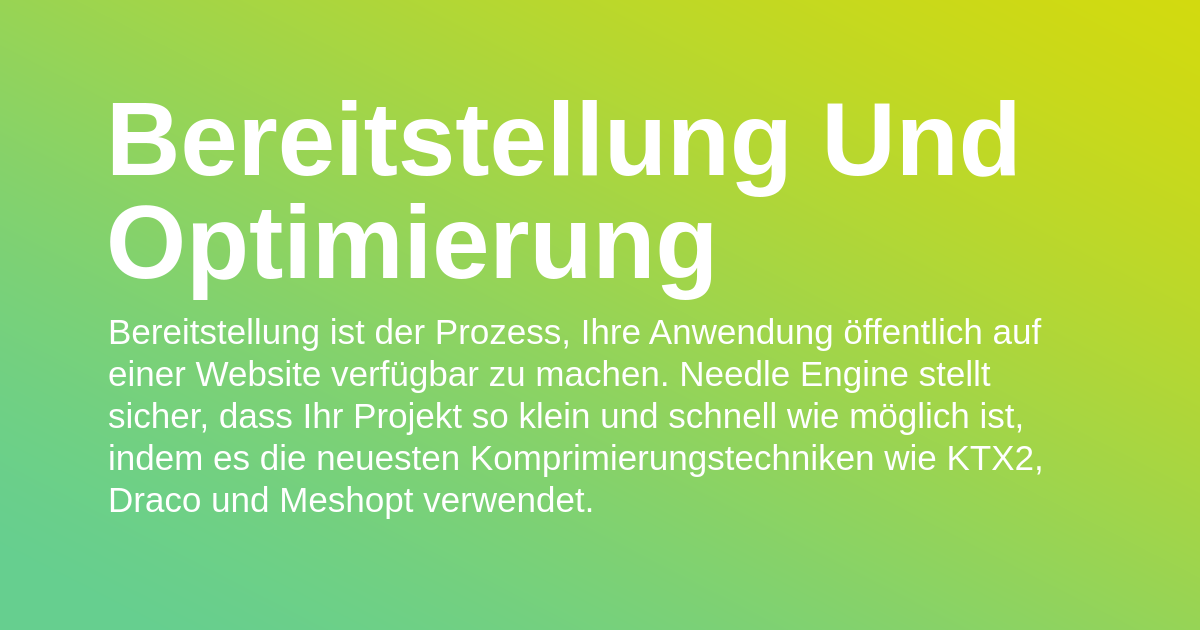 Bereitstellung Und
Optimierung
Bereitstellung ist der Prozess, Ihre Anwendung öffentlich auf
einer Website verfügbar zu machen. Needle Engine stellt
sicher, dass Ihr Projekt so klein und schnell wie möglich ist,
indem es die neuesten Komprimierungstechniken wie KTX2,
Draco und Meshopt verwendet.